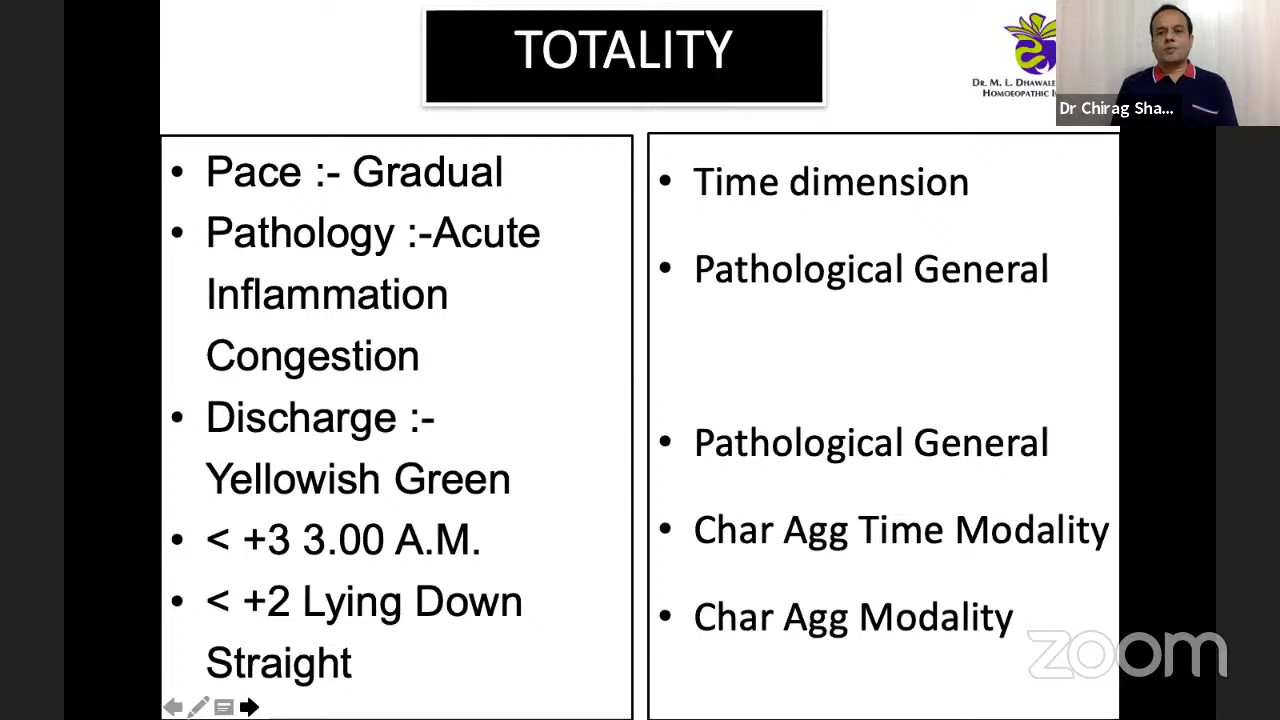 TOTALITY
DR. M. L. DHAWALE
HOMOEOPATHIC
Dr Chirag Sha...
• Pace :- Gradual
• Pathology :-Acute
Inflammation
Congestion
• Discharge :-
Yellowish Green
• < +3 3.00 A.M.
• < +2 Lying Down
Straight
• Time dimension
• Pathological General
• Pathological General
• Char Agg Time Modality
• Char Agg Modality
zoom